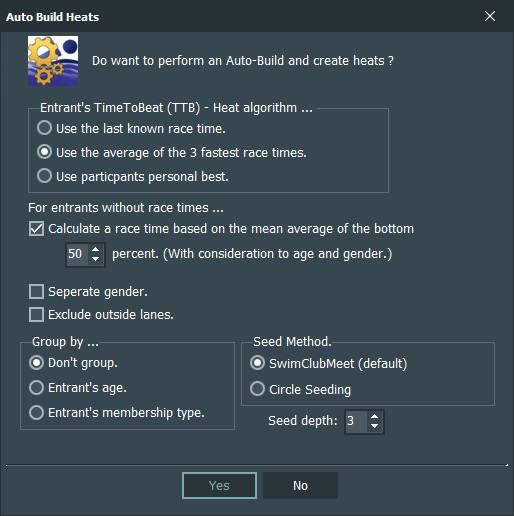 Auto Build Heats
Do want to perform an Auto-Build and create heats ?
Entrant's TimeToBeat (TTB) - Heat algorithm ...
Use the last known race time.
Use the average of the 3 fastest race times.
Use particpants personal best.
For entrants without race times ...
Calculate a race time based on the mean average of the bottom
50 percent. (With consideration to age and gender.)
Seperate gender.
Exclude outside lanes.
Group by ...
Don't group.
Entrant's age.
Entrant's membership type.
Seed Method.
SwimClubMeet (default)
Circle Seeding
Seed depth: 3
Yes
No